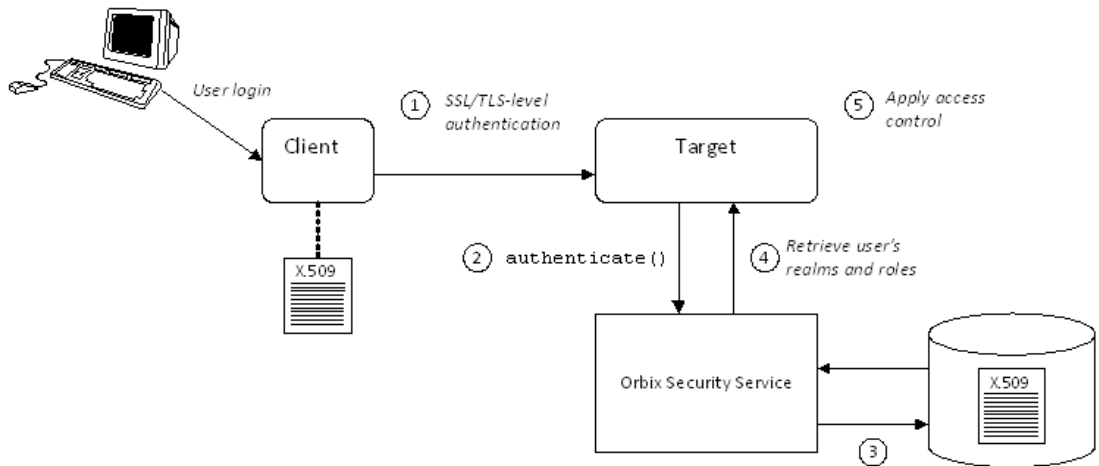 User login
1 SSL/TLS-level
authentication
5 Apply access
control
Client
Target
X.509
2 authenticate()
4 Retrieve user's
realms and roles
Orbix Security Service
X.509
3